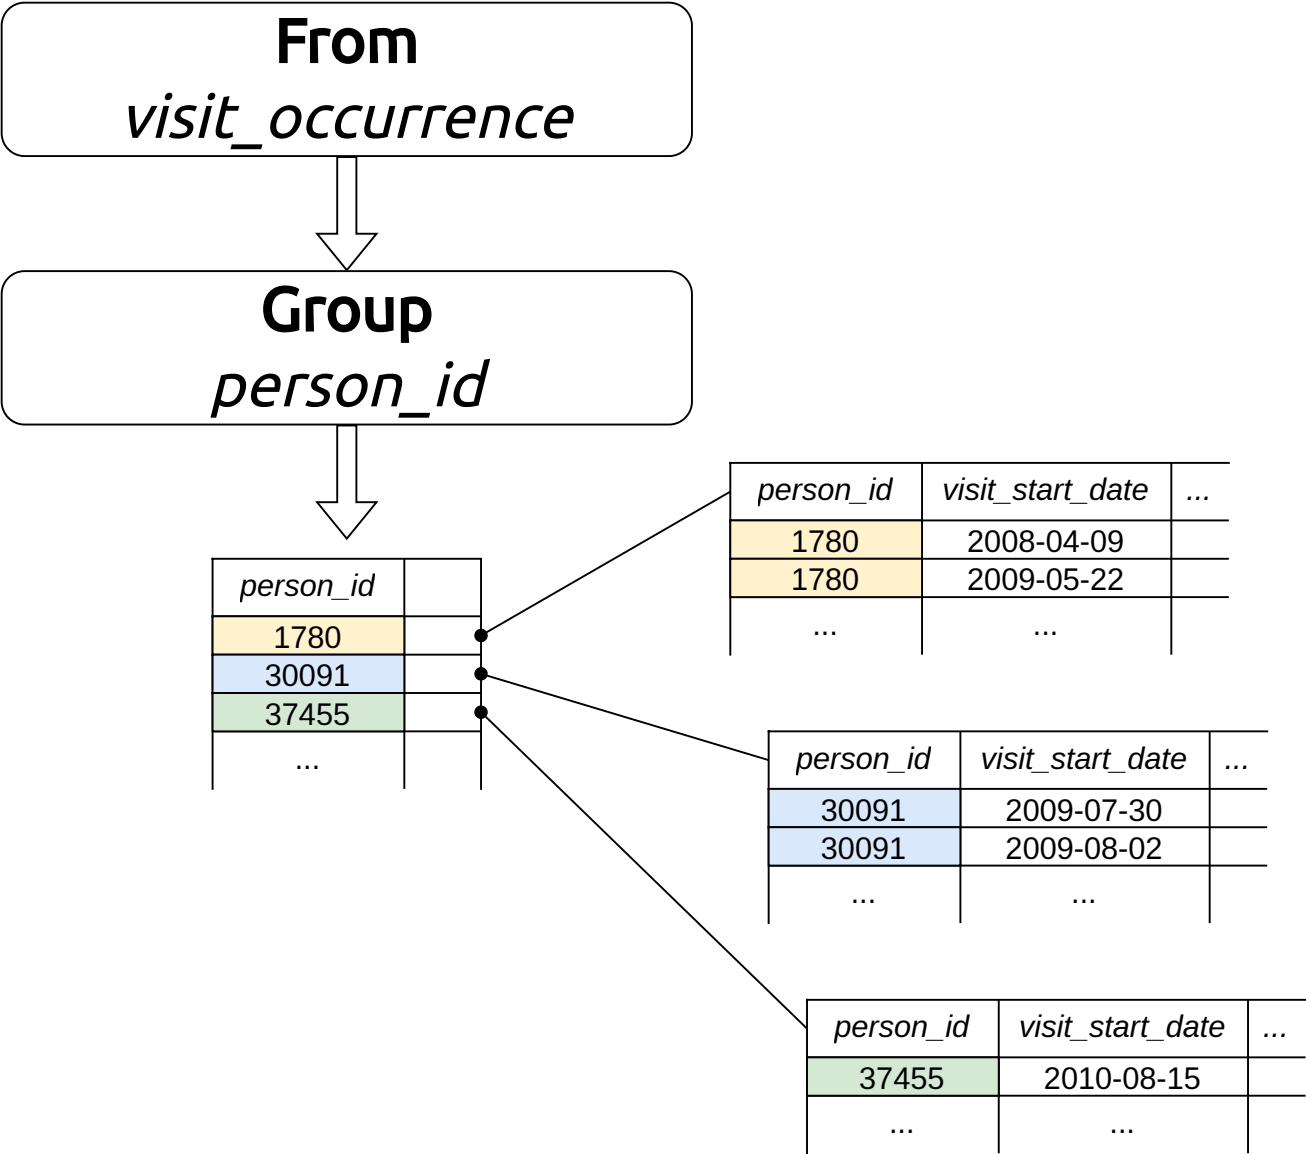 From
visit_occurrence
Group
person_id
person_id
1780
30091
37455
...
person_id visit_start_date ...
1780 2008-04-09
1780 2009-05-22
... ...
person_id visit_start_date ...
30091 2009-07-30
30091 2009-08-02
... ...
person_id visit_start_date ...
37455 2010-08-15
... ...